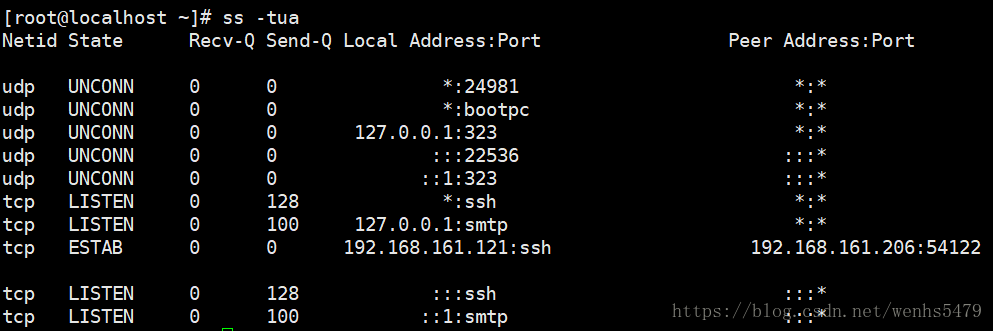 [root@localhost ~]# ss -tua
Netid State Recv-Q Send-Q Local Address:Port Peer Address:Port
udp UNCONN 0 0 *:24981 *:*
udp UNCONN 0 0 *:bootpc *:*
udp UNCONN 0 0 127.0.0.1:323 *:*
udp UNCONN 0 0 :::22536 :::*
udp UNCONN 0 0 ::1:323 :::*
tcp LISTEN 0 128 *:ssh *:*
tcp LISTEN 0 100 127.0.0.1:smtp *:*
tcp ESTAB 0 0 192.168.161.121:ssh 192.168.161.206:54122
tcp LISTEN 0 128 :::ssh :::*
tcp LISTEN 0 100 ::1:smtp :::*
https://blog.csdn.net/wenhs5479